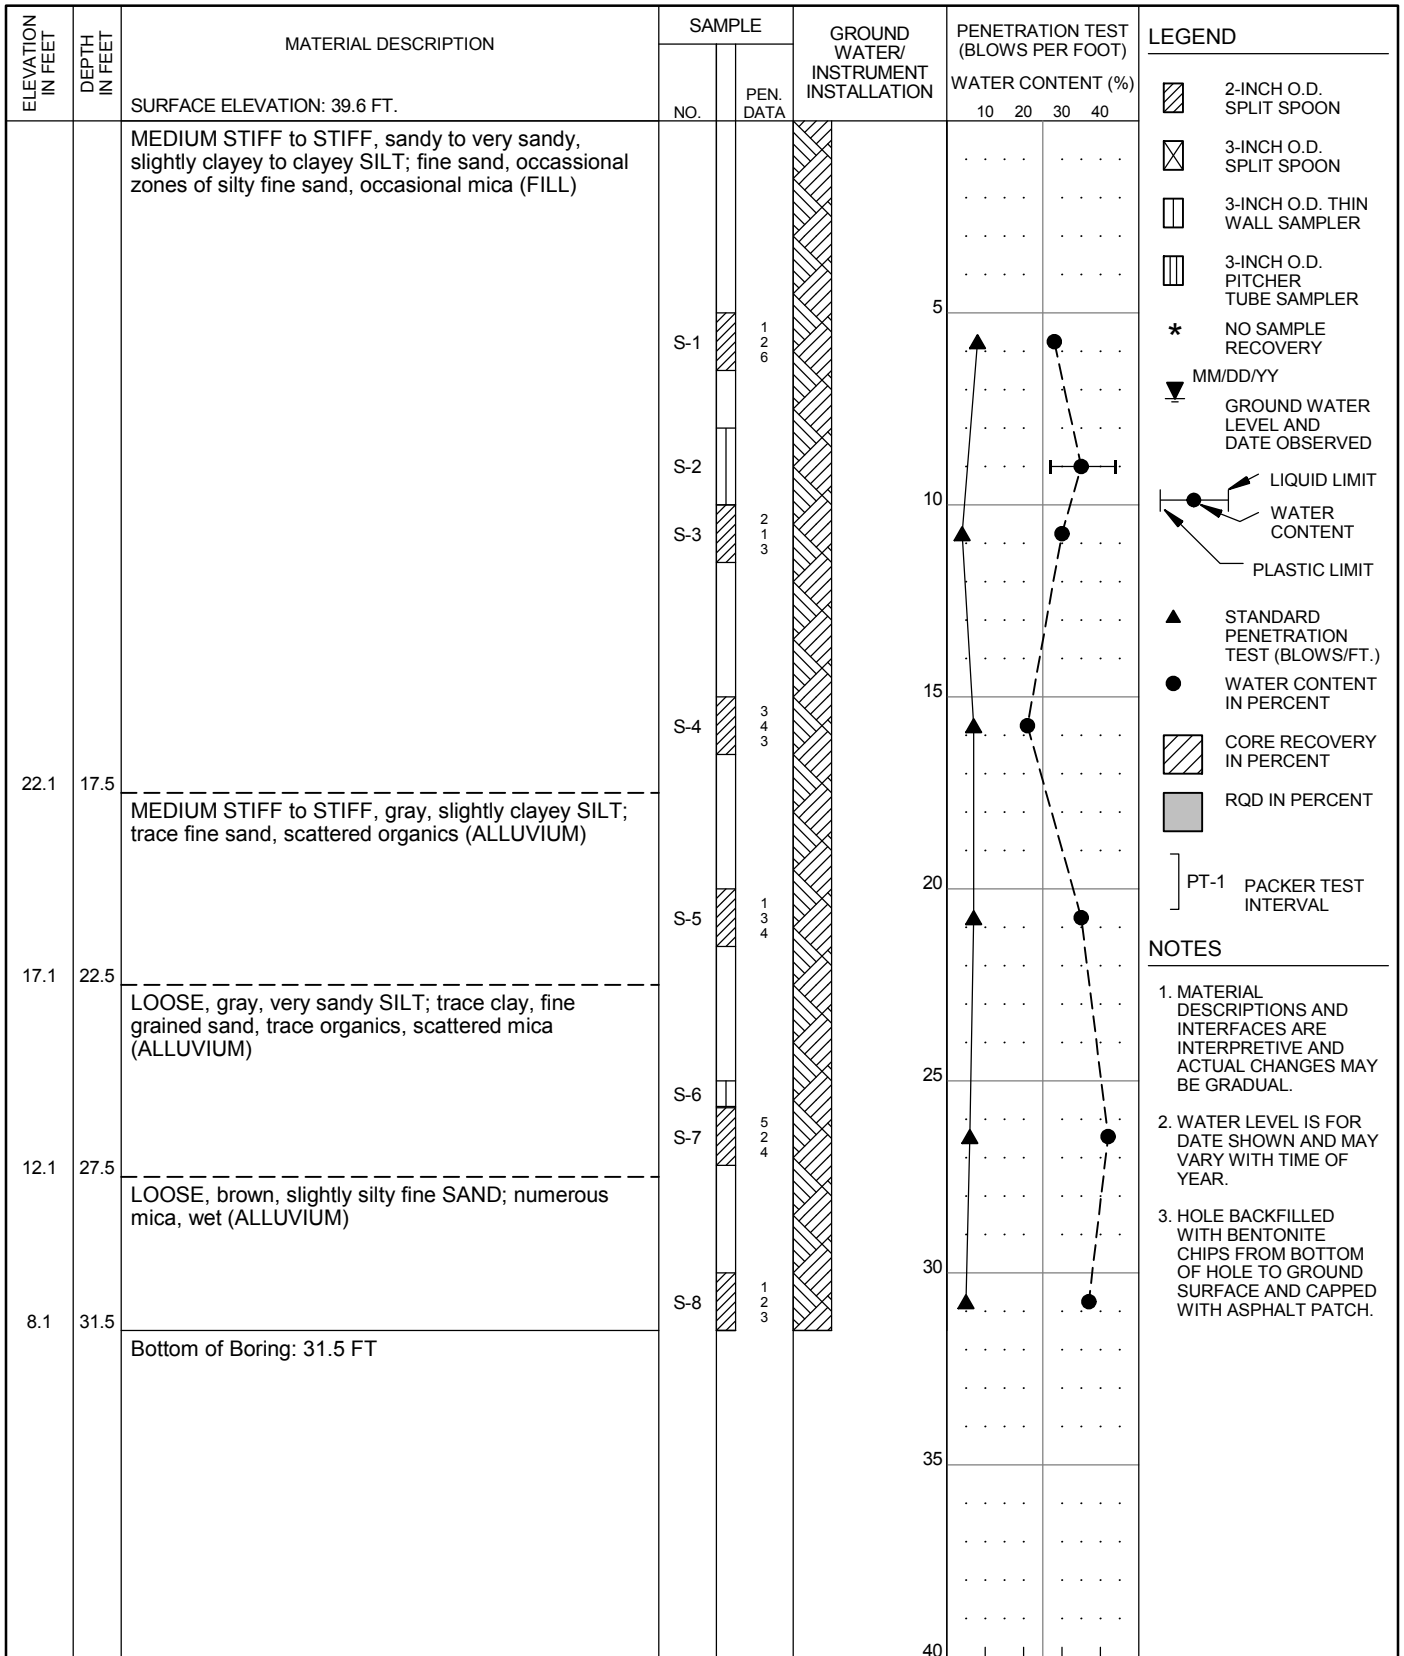 ELEVATION
IN FEET
DEPTH
IN FEET
MATERIAL DESCRIPTION
SURFACE ELEVATION: 39.6 FT.
SAMPLE
NO.
PEN.
DATA
GROUND
WATER/
INSTRUMENT
INSTALLATION
PENETRATION TEST
(BLOWS PER FOOT)
WATER CONTENT (%)
10 20 30 40
MEDIUM STIFF to STIFF, sandy to very sandy,
slightly clayey to clayey SILT; fine sand, occassional
zones of silty fine sand, occasional mica (FILL)
5
S-1
1
2
6
S-2
10
S-3
2
1
3
15
S-4
3
4
3
22.1 17.5
MEDIUM STIFF to STIFF, gray, slightly clayey SILT;
trace fine sand, scattered organics (ALLUVIUM)
20
S-5
1
3
4
17.1 22.5
LOOSE, gray, very sandy SILT; trace clay, fine
grained sand, trace organics, scattered mica
(ALLUVIUM)
25
S-6
S-7
5
2
4
12.1 27.5
LOOSE, brown, slightly silty fine SAND; numerous
mica, wet (ALLUVIUM)
30
S-8
1
2
3
8.1 31.5
Bottom of Boring: 31.5 FT
35
40
LEGEND
2-INCH O.D.
SPLIT SPOON
3-INCH O.D.
SPLIT SPOON
3-INCH O.D. THIN
WALL SAMPLER
3-INCH O.D.
PITCHER
TUBE SAMPLER
* NO SAMPLE
RECOVERY
MM/DD/YY
GROUND WATER
LEVEL AND
DATE OBSERVED
LIQUID LIMIT
WATER
CONTENT
PLASTIC LIMIT
STANDARD
PENETRATION
TEST (BLOWS/FT.)
WATER CONTENT
IN PERCENT
CORE RECOVERY
IN PERCENT
RQD IN PERCENT
PT-1 PACKER TEST
INTERVAL
NOTES
1. MATERIAL
DESCRIPTIONS AND
INTERFACES ARE
INTERPRETIVE AND
ACTUAL CHANGES MAY
BE GRADUAL.
2. WATER LEVEL IS FOR
DATE SHOWN AND MAY
VARY WITH TIME OF
YEAR.
3. HOLE BACKFILLED
WITH BENTONITE
CHIPS FROM BOTTOM
OF HOLE TO GROUND
SURFACE AND CAPPED
WITH ASPHALT PATCH.